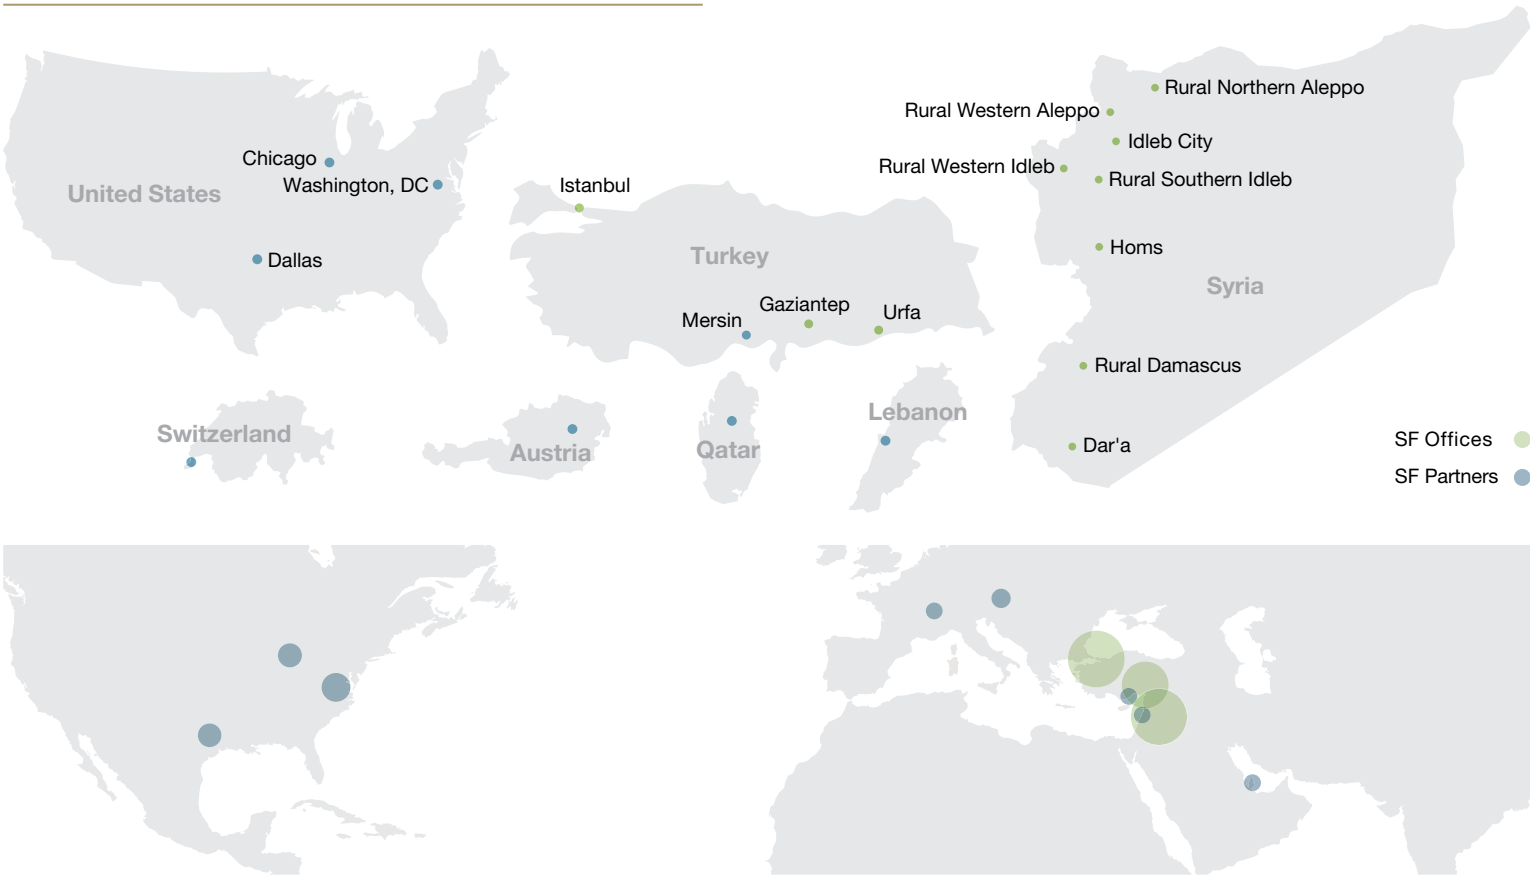 Rural Northern Aleppo
Rural Western Aleppo
Idleb City
Chicago
Rural Western Idleb
Washington, DC
Rural Southern Idleb
United States
Istanbul
Homs
Turkey
Dallas
Syria
Gaziantep
Urfa
Mersin
Rural Damascus
Lebanon
Switzerland
Qatar
Austria
Dar'a
SF Offices
SF Partners